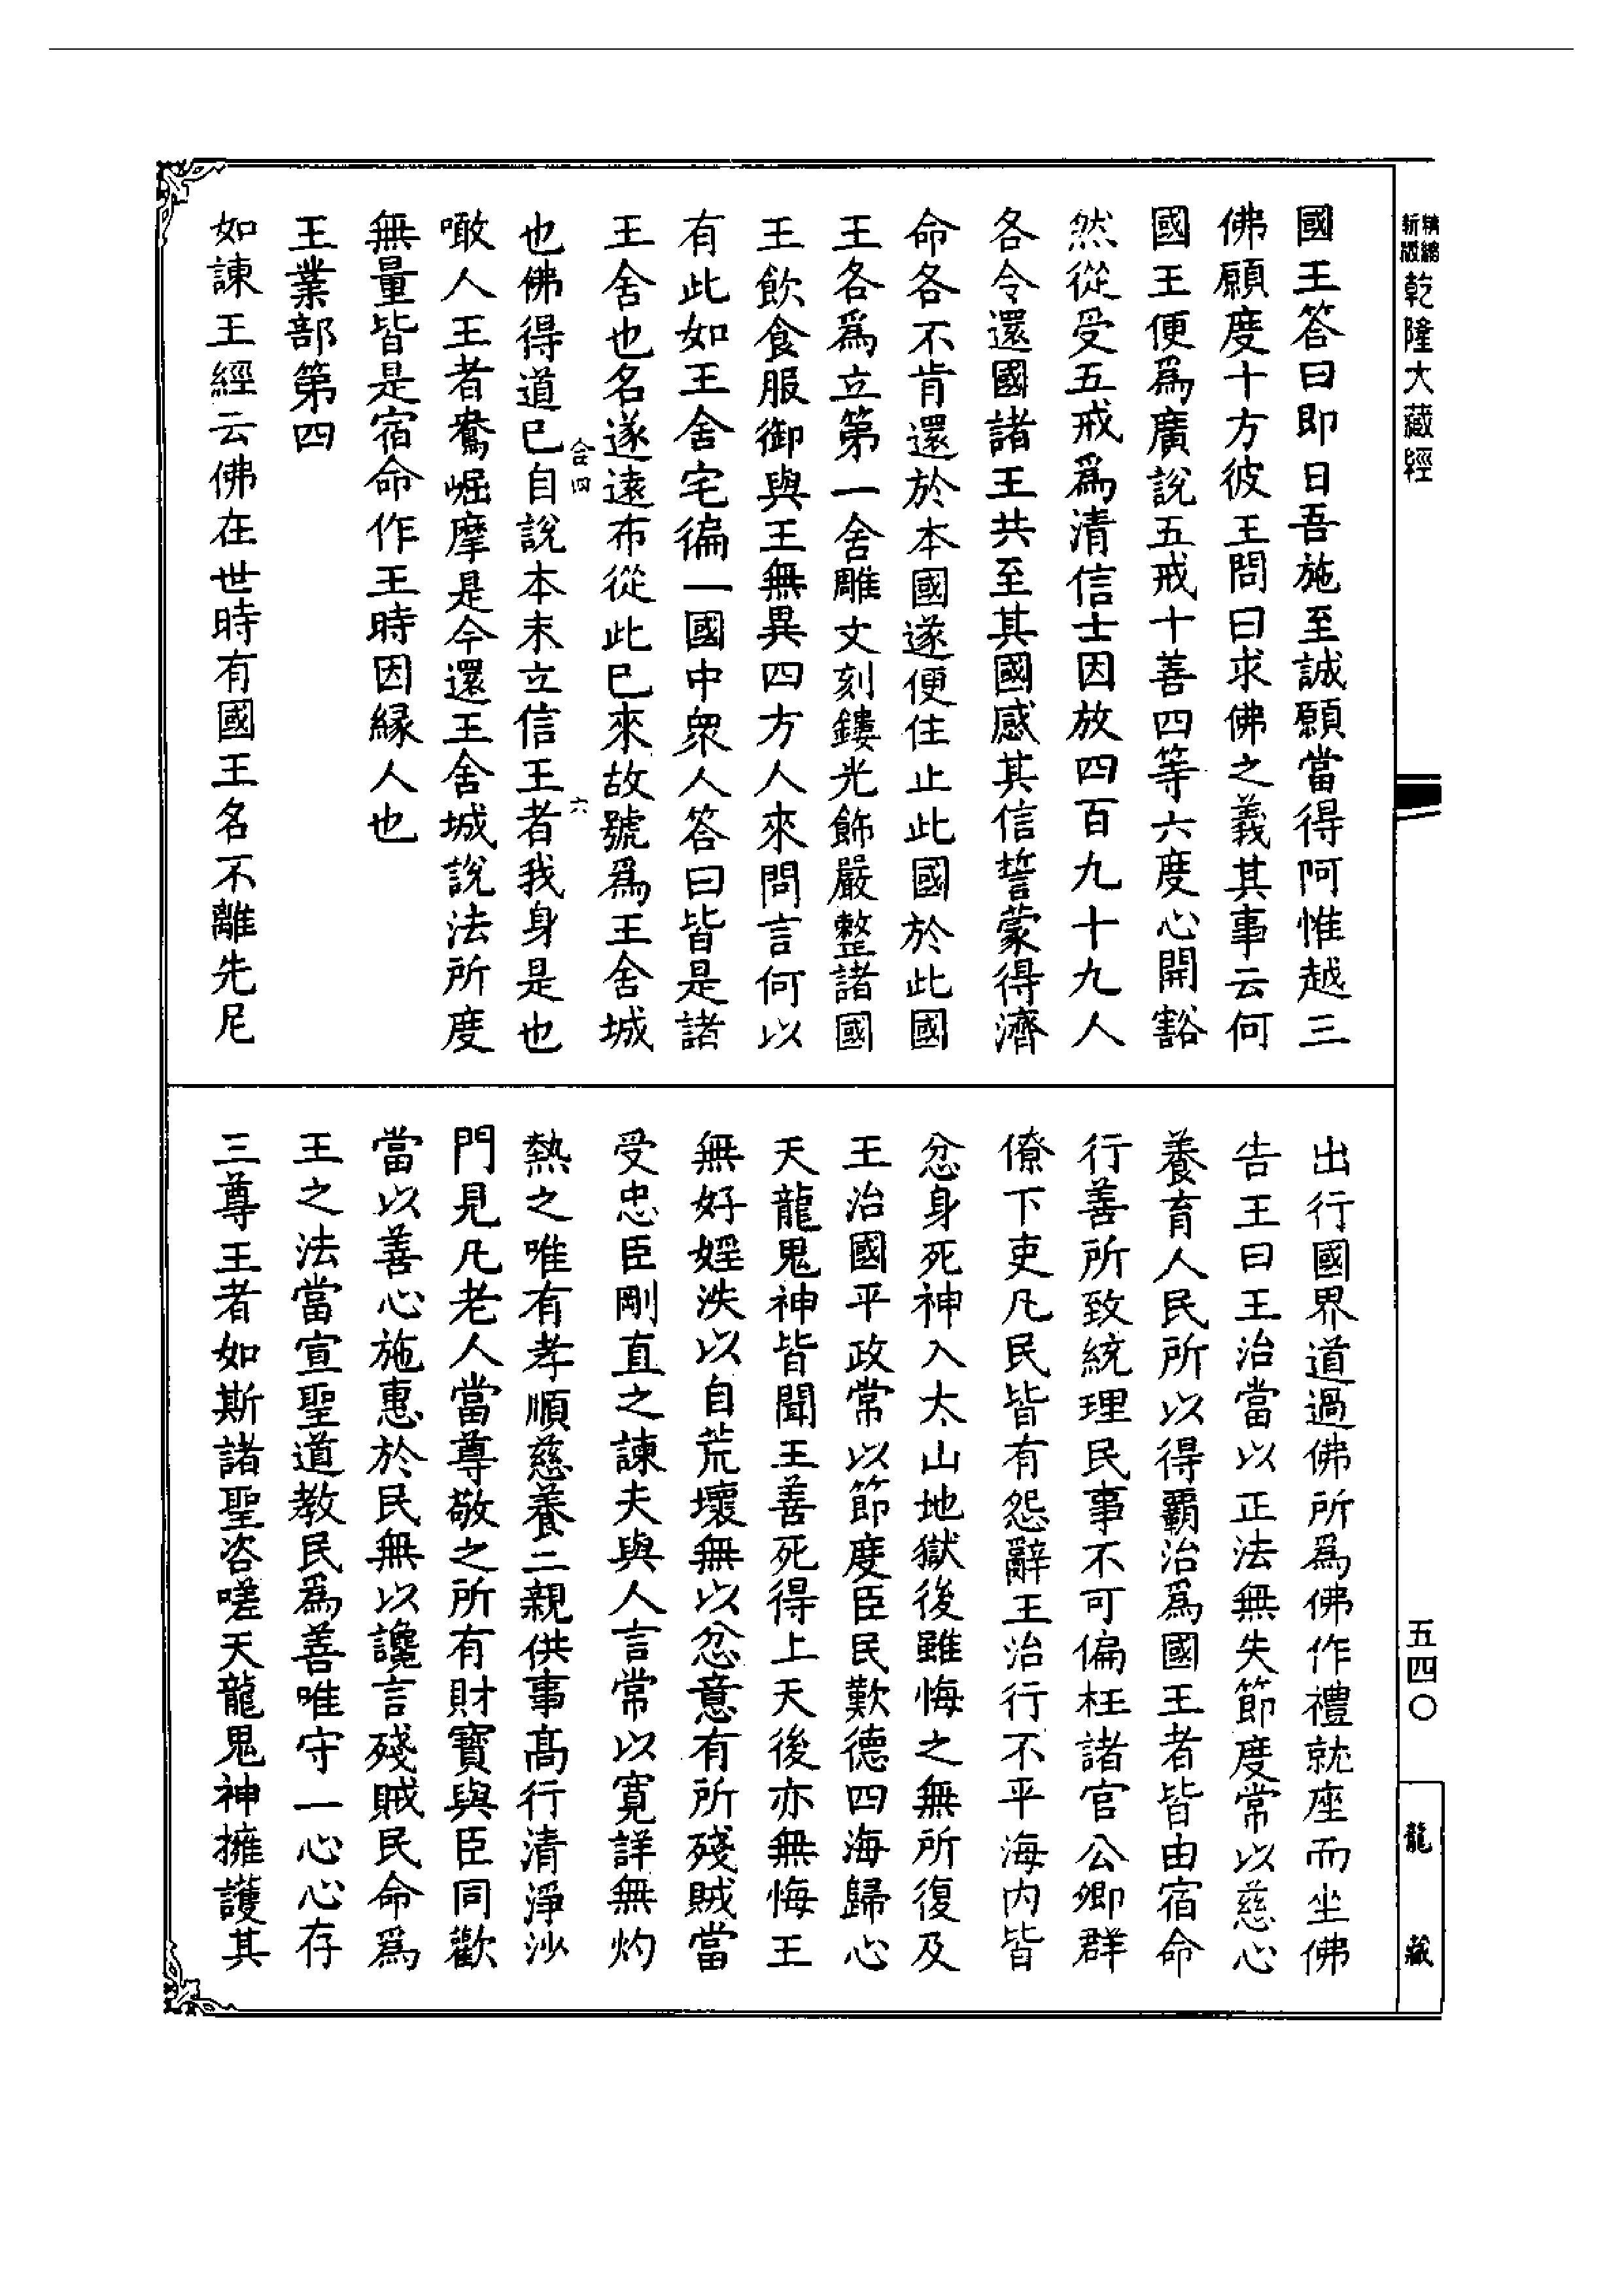 精縮新版乾隆大藏經
國王答曰即日吾施至誠願當得阿惟越三
佛願度十方彼王問曰求佛之義其事云何
國王便爲廣說五戒十善四等六度心開豁
然從受五戒爲清信士因放四百九十九人
各令還國諸王共至其國感其信誓蒙得濟
命各不肯還於本國遂便住止此國於此國
王各爲立第一舍雕文刻鏤光飾嚴整諸國
王飲食服御與王無異四方人來問言何以
有此如王舍宅徧一國中衆人答曰皆是諸
王舍也名遂遠布從此已來故號爲王舍城
合四 六
也佛得道已自說本末立信王者我身是也
噉人王者鴦崛摩是今還王舍城說法所度
無量皆是宿命作王時因緣人也
王業部第四
如諫王經云佛在世時有國王名不離先尼
出行國界道過佛所爲佛作禮就座而坐佛
告王曰王治當以正法無失節度常以慈心
養育人民所以得霸治爲國王者皆由宿命
行善所致統理民事不可偏枉諸官公卿群
僚下吏凡民皆有怨辭王治行不平海内皆
忿身死神入太山地獄後雖悔之無所復及
王治國平政常以節度臣民歎德四海歸心
天龍鬼神皆聞王善死得上天後亦無悔王
無好婬泆以自荒壞無以忿意有所殘賊當
受忠臣剛直之諫夫與人言常以寬詳無灼
熱之唯有孝順慈養二親供事高行清淨沙
門見凡老人當尊敬之所有財寶與臣同歡
當以善心施惠於民無以讒言殘賊民命爲
王之法當宣聖道教民爲善唯守一心心存
三尊王者如斯諸聖咨嗟天龍鬼神擁護其
五四〇
龍藏